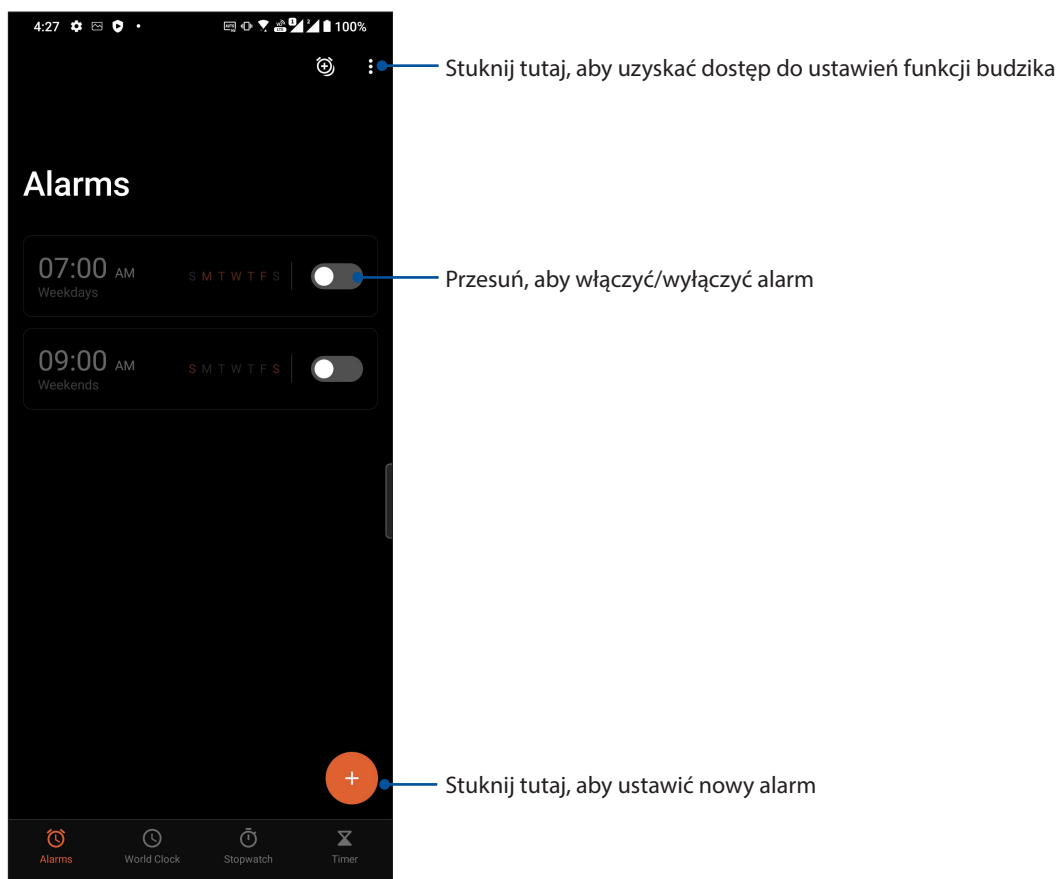 4:27 100%
Stuknij tutaj, aby uzyskać dostęp do ustawień funkcji budzika
Alarms
07:00 AM S M T W T F S
Weekdays
Przesuń, aby włączyć/wyłączyć alarm
09:00 AM S M T W T F S
Weekends
Stuknij tutaj, aby ustawić nowy alarm
Alarms World Clock Stopwatch Timer